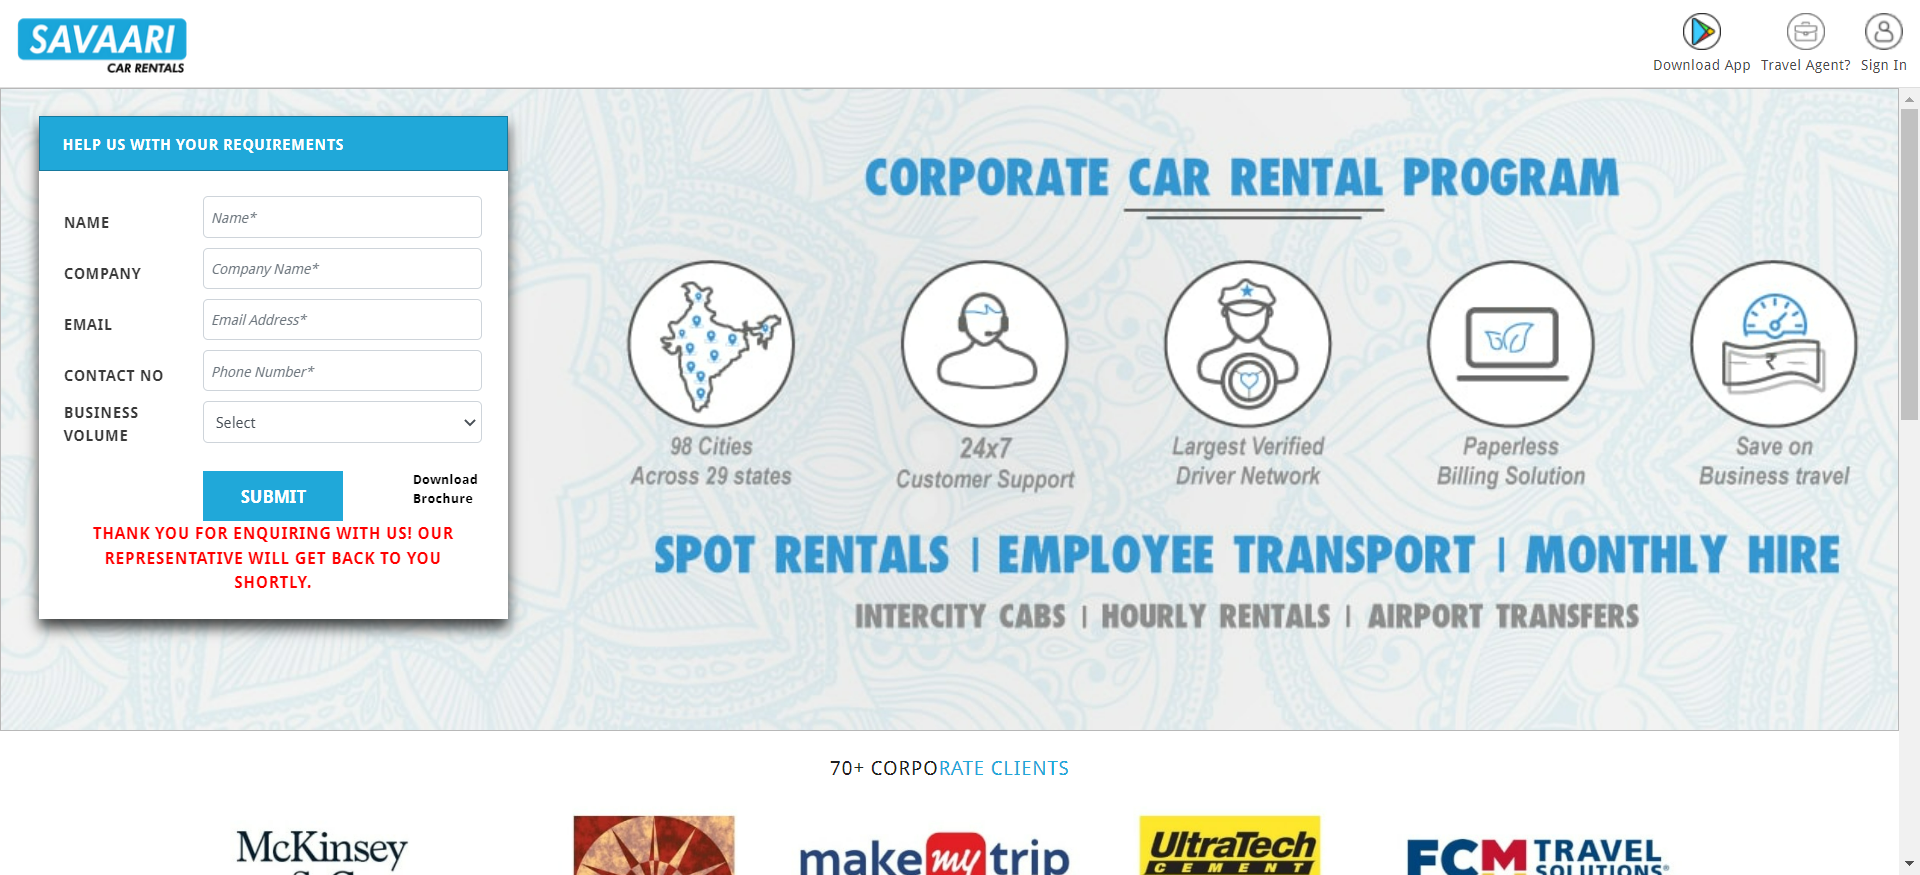 SAVAARI
CAR RENTALS
Download App
Travel Agent?
Sign In
HELP US WITH YOUR REQUIREMENTS
NAME
Name*
COMPANY
Company Name*
EMAIL
Email Address*
CONTACT NO
Phone Number*
BUSINESS
VOLUME
Select
SUBMIT
Download
Brochure
THANK YOU FOR ENQUIRING WITH US! OUR
REPRESENTATIVE WILL GET BACK TO YOU
SHORTLY.
CORPORATE CAR RENTAL PROGRAM
₹
98 Cities
Across 29 states
24x7
Customer Support
Largest Verified
Driver Network
Paperless
Billing Solution
Save on
Business travel
SPOT RENTALS | EMPLOYEE TRANSPORT | MONTHLY HIRE
INTERCITY CABS | HOURLY RENTALS | AIRPORT TRANSFERS
70+ CORPORATE CLIENTS
McKinsey
make my trip
UltraTech
CEMENT
FCM TRAVEL
SOLUTIONS®